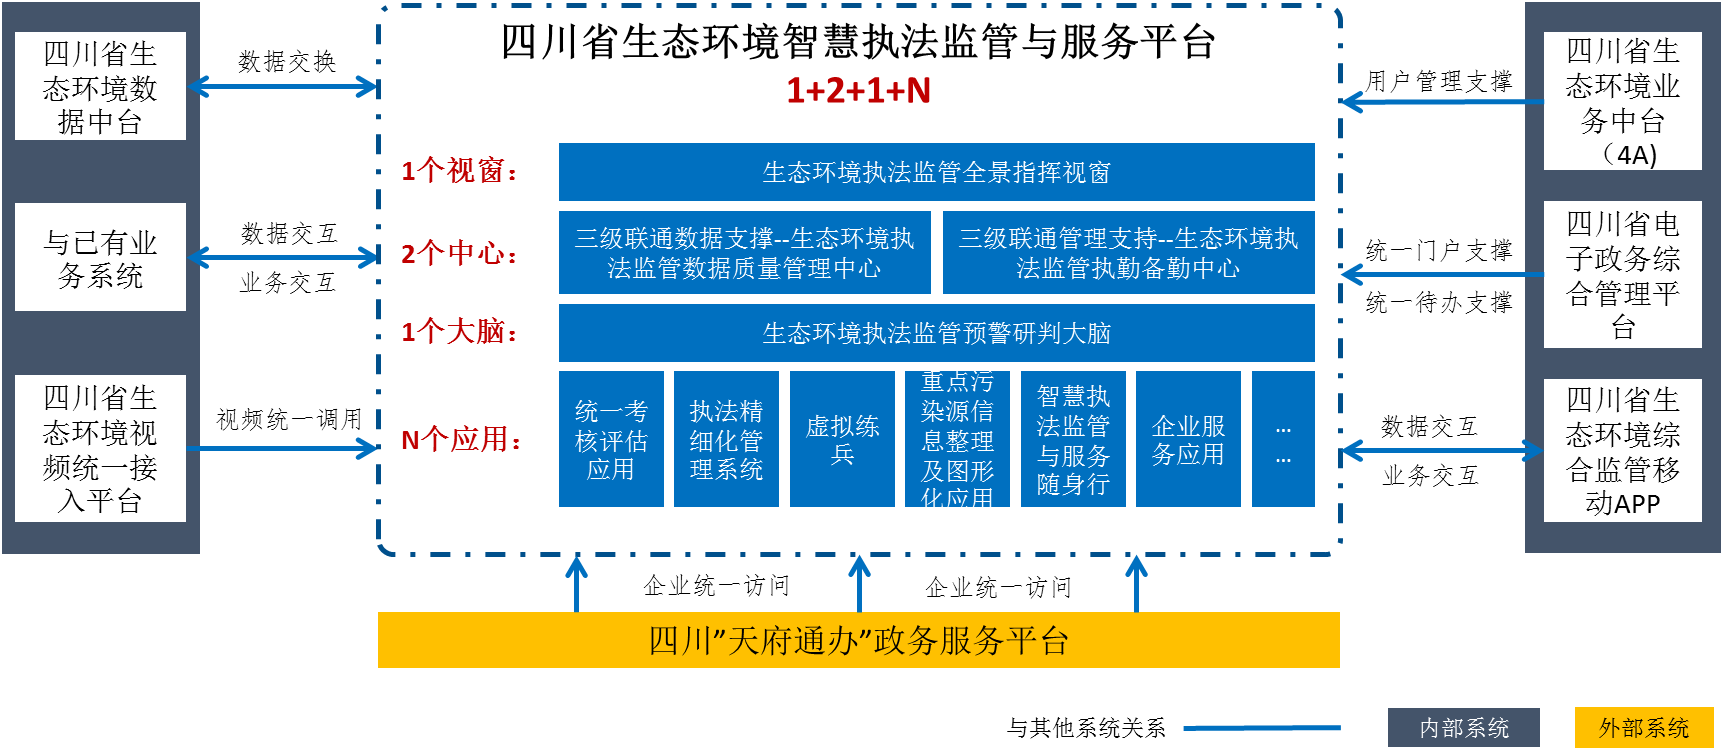 四川省生态环境智慧执法监管与服务平台
1+2+1+N
四川省生
态环境数
据中台
数据交换
与己有业
务系统
数据交互
业务交互
四川省生
态环境视
频统一接
入平台
视频统一调用
1个视窗：
生态环境执法监管全景指挥视窗
2个中心：
三级联通数据支撑--生态环境执
法监管数据质量管理中心
三级联通管理支持--生态环境执
法监管执勤备勤中心
1个大脑：
生态环境执法监管预警研判大脑
N个应用：
统一考
核评估
应用
执法精
细化管
理系统
虚拟练
兵
重点污
染源信
息整理
及图形
化应用
智慧执
法监管
与服务
随身行
企业服
务应用
...
...
用户管理支撑
四川省生
态环境业
务中台
（4A)
统一门户支撑
统一待办支撑
四川省电
子政务综
合管理平
台
数据交互
业务交互
四川省生
态环境综
合监管移
动APP
企业统一访问
企业统一访问
四川”天府通办”政务服务平台
与其他系统关系
内部系统
外部系统